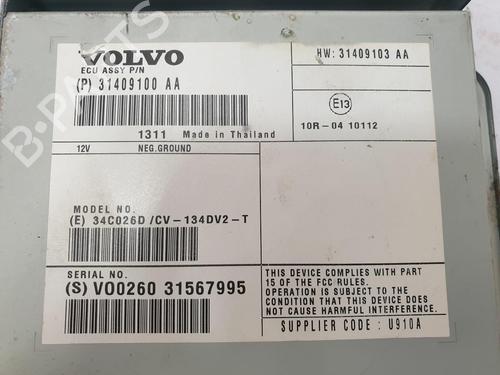 VOLVO
ECU ASSY P/N
(P) 31409100 AA
1311 Made in Thailand
HW: 31409103 AA
E13
10R-04 10112
12V NEG.GROUND
MODEL NO.
(E) 34C026D/CV-134DV2-T
SERIAL NO.
(S) VO0260 31567995
THIS DEVICE COMPLIES WITH PART
15 OF THE FCC RULES.
OPERATION IS SUBJECT TO THE
CONDITION THAT THIS DEVICE DOES
NOT CAUSE HARMFUL INTERFERENCE.
SUPPLIER CODE : U910A
B-PARTS